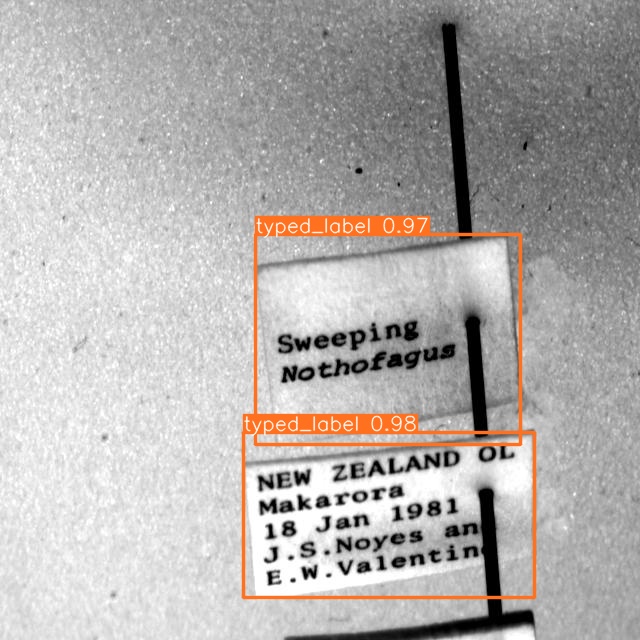 typed_label 0.97
Sweeping
Nothofagus
typed_label 0.98
NEW ZEALAND OL
Makarora
18 Jan 1981
J.S.Noyes an
E.W.Valentin